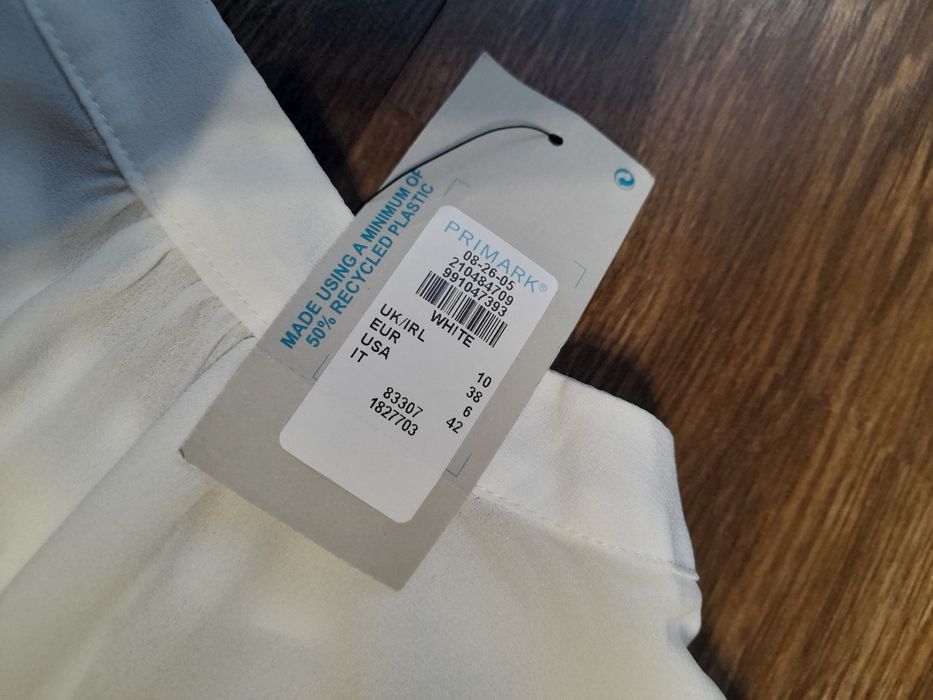 MADE USING A MINIMUM OF
50% RECYCLED PLASTIC
PRIMARK®
08-26-05
210484709
991047393
WHITE
UK/IRL 10
EUR 38
USA 6
IT 42
83307
1827703